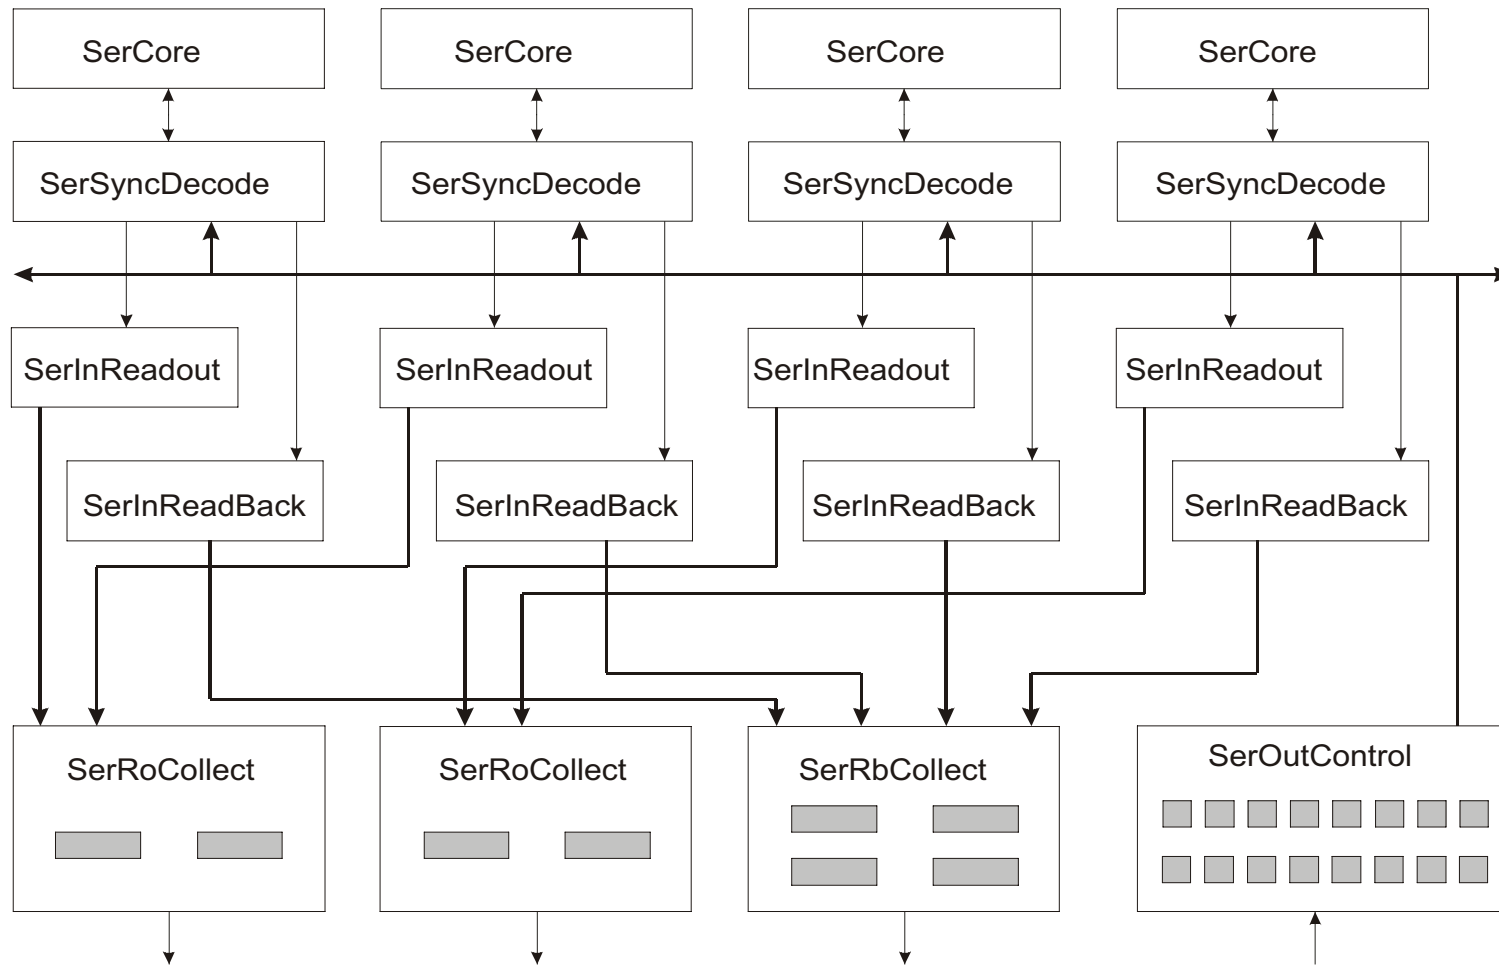 SerCore
SerCore
SerCore
SerCore
SerSyncDecode
SerSyncDecode
SerSyncDecode
SerSyncDecode
SerInReadout
SerInReadout
SerInReadout
SerInReadout
SerInReadBack
SerInReadBack
SerInReadBack
SerInReadBack
SerRoCollect
SerRoCollect
SerRbCollect
SerOutControl